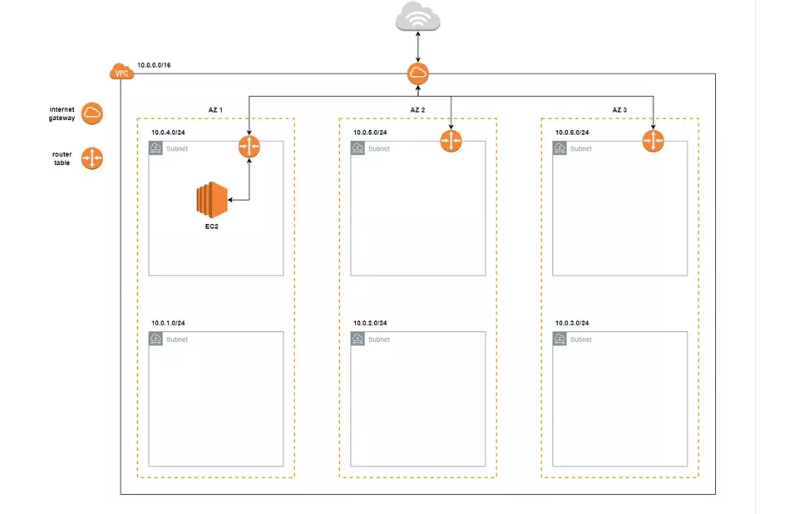 10.0.0.0/16
VPC
internet
gateway
router
table
AZ 1
AZ 2
AZ 3
10.0.4.0/24
Subnet
EC2
10.0.5.0/24
Subnet
10.0.6.0/24
Subnet
10.0.1.0/24
Subnet
10.0.2.0/24
Subnet
10.0.3.0/24
Subnet